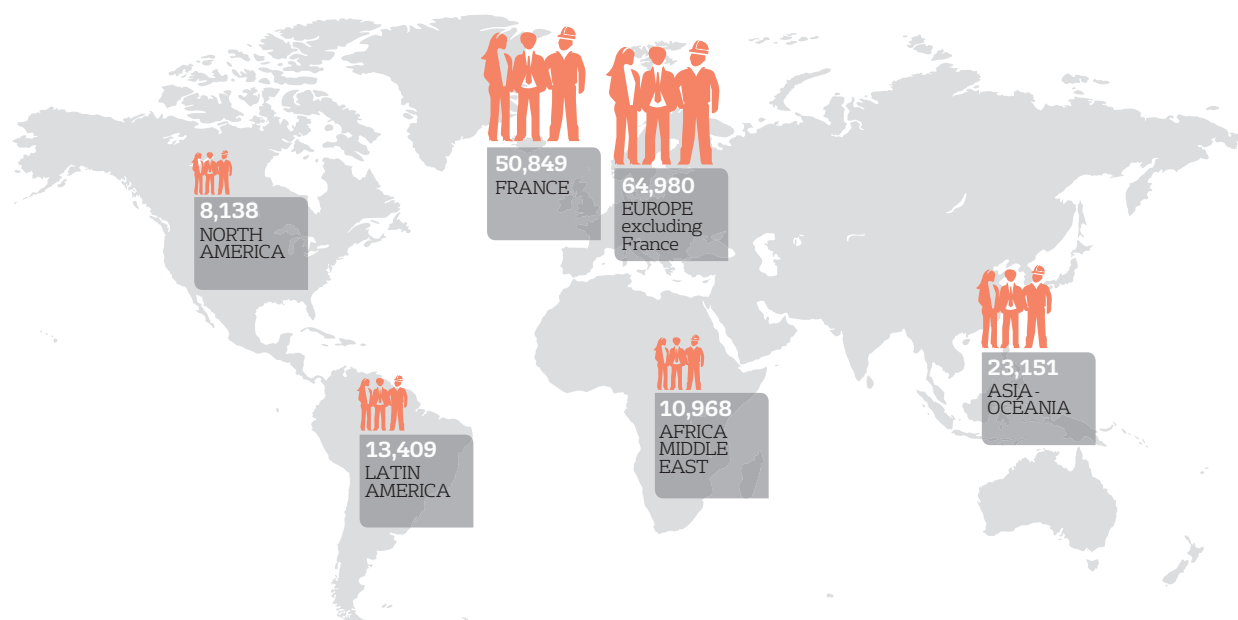 50,849
FRANCE
64,980
EUROPE
excluding
France
8,138
NORTH
AMERICA
23,151
ASIA-
OCÉANIA
10,968
AFRICA
MIDDLE
EAST
13,409
LATIN
AMERICA